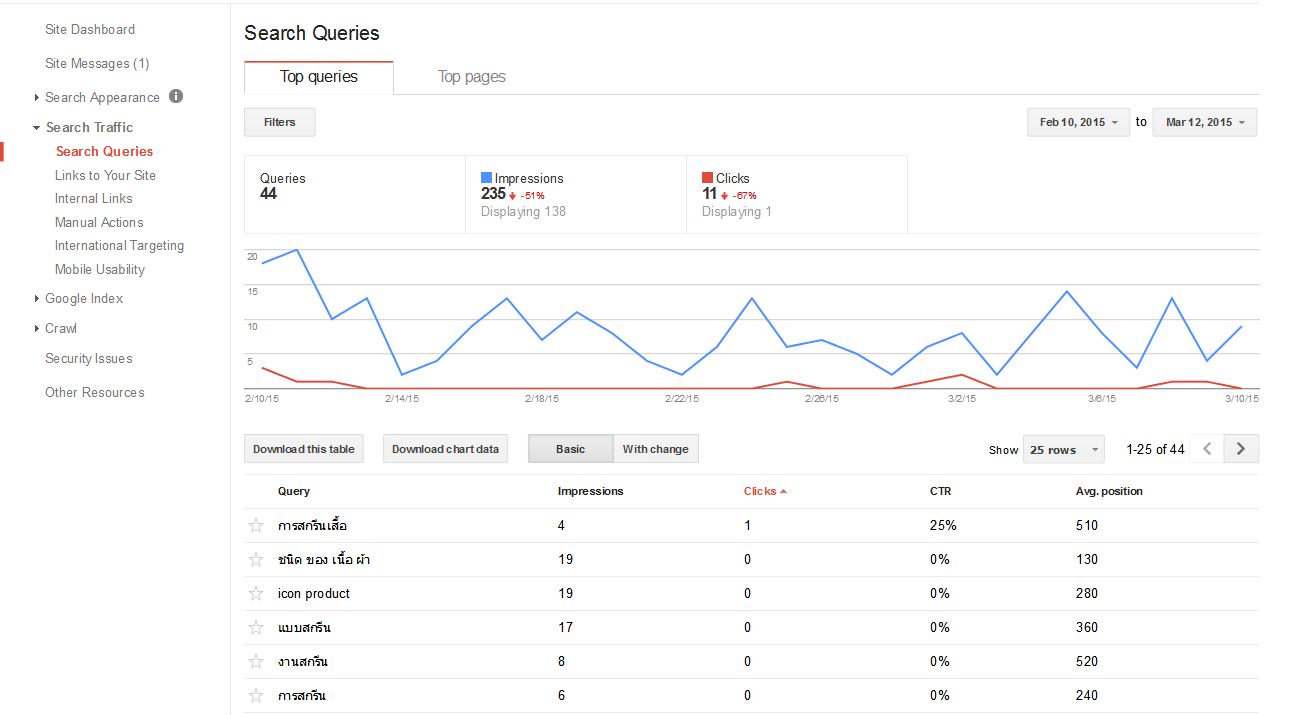 Site Dashboard
Site Messages (1)
Search Appearance
Search Traffic
Search Queries
Links to Your Site
Internal Links
Manual Actions
International Targeting
Mobile Usability
Google Index
Crawl
Security Issues
Other Resources
Search Queries
Top queries Top pages
Filters Feb 10, 2015 to Mar 12, 2015
Queries Impressions Clicks
44 235 -51% 11 -67%
Displaying 138 Displaying 1
20
15
10
5
2/10/15 2/14/15 2/18/15 2/22/15 2/26/15 3/2/15 3/6/15 3/10/15
Download this table Download chart data Basic With change Show 25 rows 1-25 of 44
Query Impressions Clicks CTR Avg. position
การสกรีนเสื้อ 4 1 25% 510
ชนิด ของ เนื้อ ผ้า 19 0 0% 130
icon product 19 0 0% 280
แบบสกรีน 17 0 0% 360
งานสกรีน 8 0 0% 520
การสกรีน 6 0 0% 240